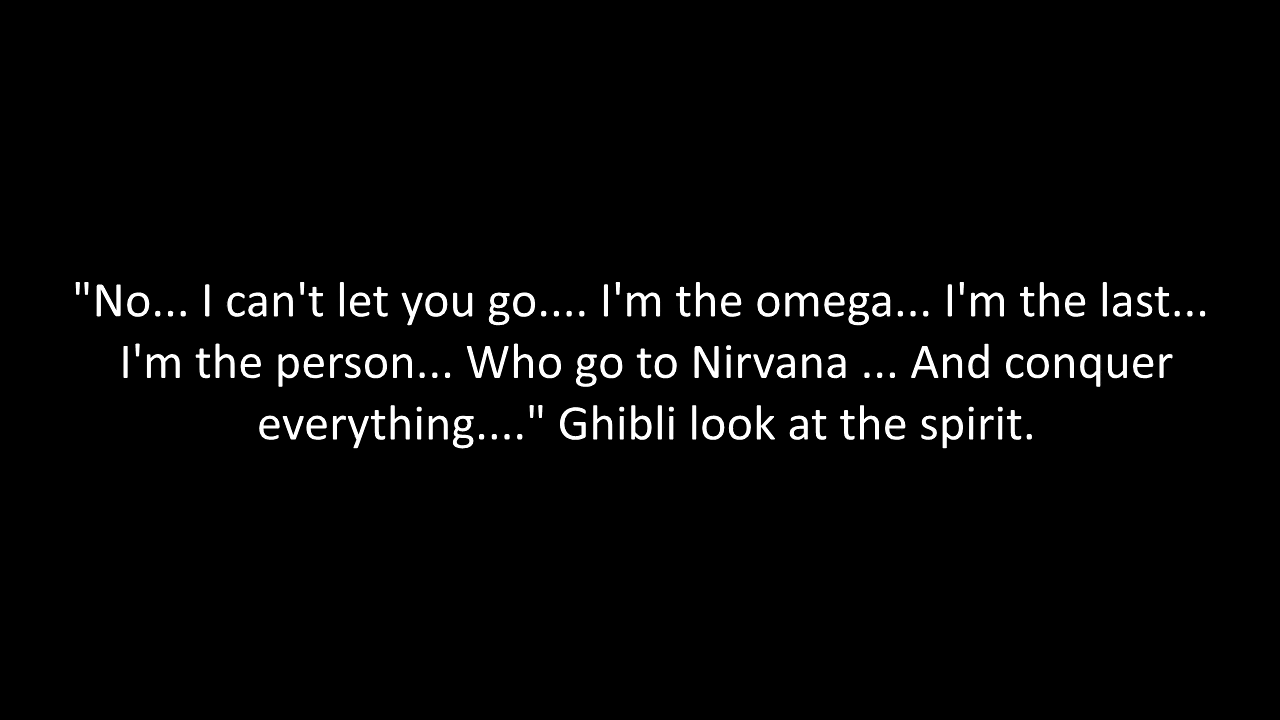 "No... I can't let you go.... I'm the omega... I'm the last...
I'm the person... Who go to Nirvana ... And conquer
everything...." Ghibli look at the spirit.